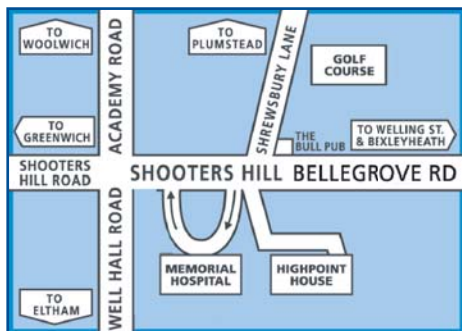 TO
WOOLWICH
ACADEMY ROAD
TO
PLUMSTEAD
SHREWSBURY LANE
GOLF
COURSE
TO
GREENWICH
THE
BULL PUB
TO WELLING ST.
& BEXLEYHEATH
SHOOTERS
HILL ROAD
SHOOTERS HILL
BELLEGROVE RD
WELL HALL ROAD
MEMORIAL
HOSPITAL
HIGHPOINT
HOUSE
TO
ELTHAM